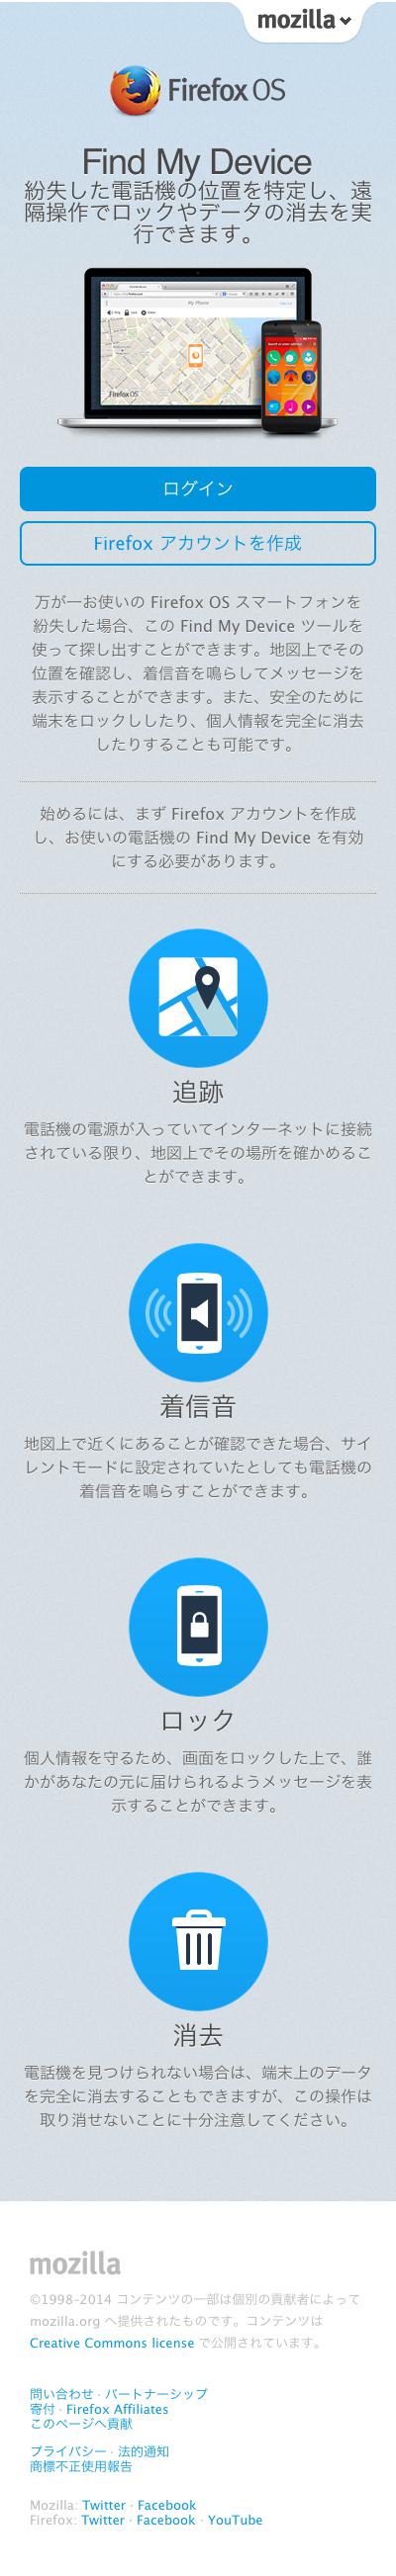 mozilla
Firefox OS
Find My Device
紛失した電話機の位置を特定し、遠
隔操作でロックやデータの消去を実
行できます。
My Phone
Firefox OS
ログイン
Firefox アカウントを作成
万が一お使いの Firefox OS スマートフォンを
紛失した場合、この Find My Device ツールを
使って探し出すことができます。地図上でその
位置を確認し、着信音を鳴らしてメッセージを
表示することができます。また、安全のために
端末をロックししたり、個人情報を完全に消去
したりすることも可能です。
始めるには、まず Firefox アカウントを作成
し、お使いの電話機の Find My Device を有効
にする必要があります。
追跡
電話機の電源が入っていてインターネットに接続
されている限り、地図上でその場所を確かめるこ
とができます。
着信音
地図上で近くにあることが確認できた場合、サイ
レントモードに設定されていたとしても電話機の
着信音を鳴らすことができます。
ロック
個人情報を守るため、画面をロックした上で、誰
かがあなたの元に届けられるようメッセージを表
示することができます。
消去
電話機を見つけられない場合は、端末上のデータ
を完全に消去することもできますが、この操作は
取り消せないことに十分注意してください。
mozilla
©1998–2014 コンテンツの一部は個別の貢献者によって
mozilla.org へ提供されたものです。コンテンツは
Creative Commons license で公開されています。
問い合わせ · パートナーシップ
寄付 · Firefox Affiliates
このページへ貢献
プライバシー · 法的通知
商標不正使用報告
Mozilla: Twitter · Facebook
Firefox: Twitter · Facebook · YouTube